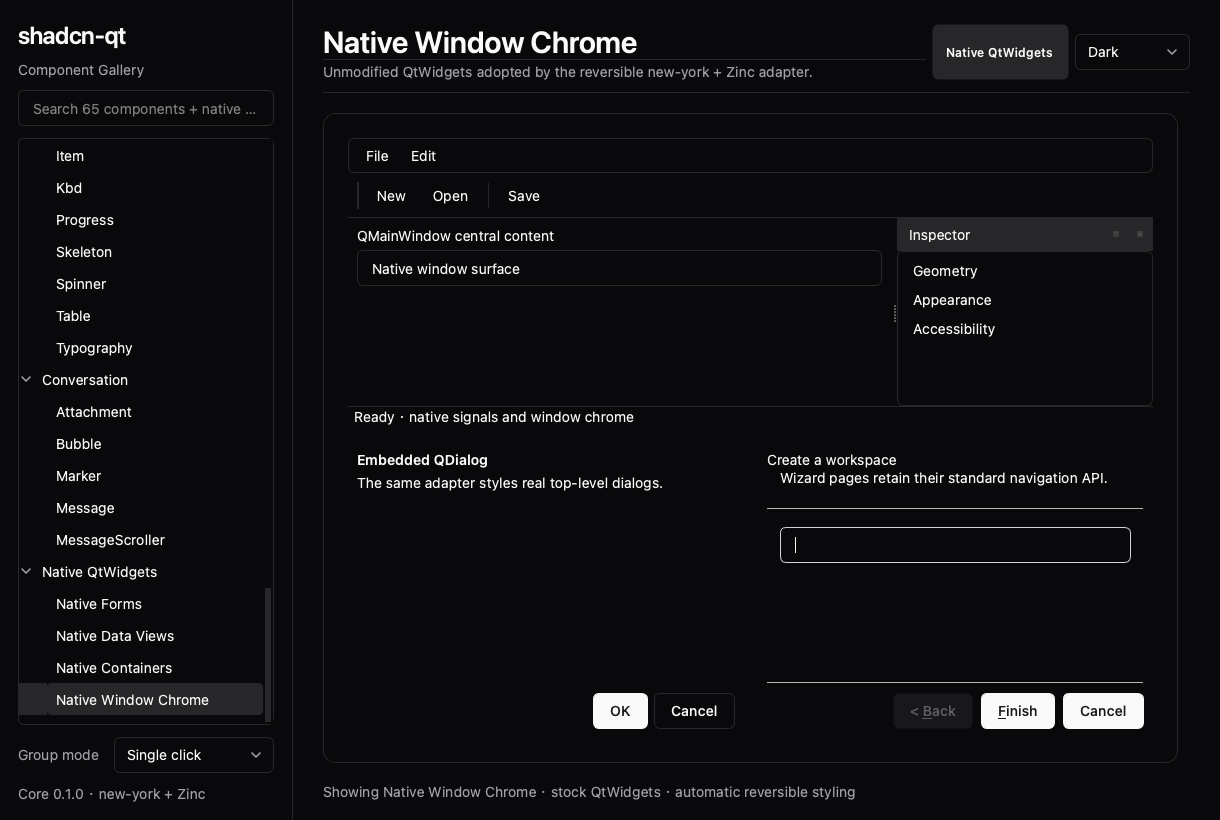 shadcn-qt
Component Gallery
Search 65 components + native ...
Item
Kbd
Progress
Skeleton
Spinner
Table
Typography
Conversation
Attachment
Bubble
Marker
Message
MessageScroller
Native QtWidgets
Native Forms
Native Data Views
Native Containers
Native Window Chrome
Group mode
Single click
Core 0.1.0 · new-york + Zinc
Native Window Chrome
Unmodified QtWidgets adopted by the reversible new-york + Zinc adapter.
Native QtWidgets
Dark
File Edit
New Open Save
QMainWindow central content
Native window surface
Inspector
Geometry
Appearance
Accessibility
Ready · native signals and window chrome
Embedded QDialog
The same adapter styles real top-level dialogs.
OK Cancel
Create a workspace
Wizard pages retain their standard navigation API.
< Back Finish Cancel
Showing Native Window Chrome · stock QtWidgets · automatic reversible styling